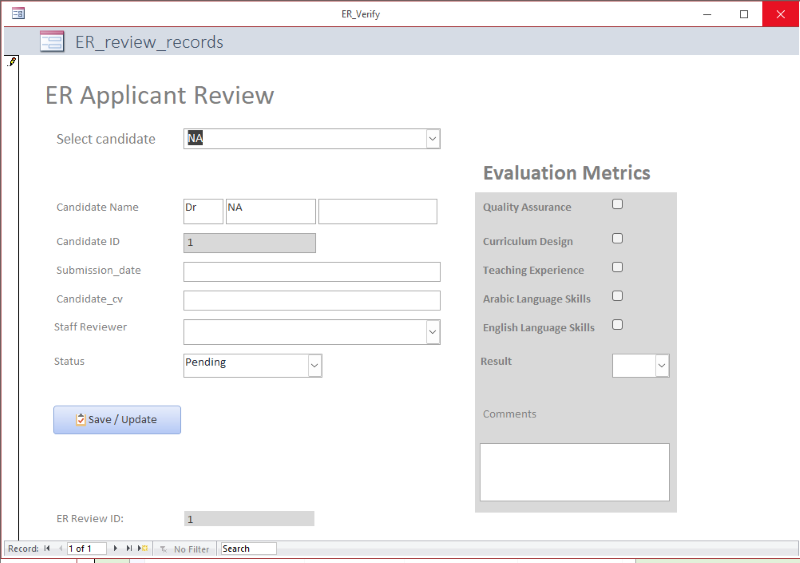 ER_Verify
ER_review_records
ER Applicant Review
Select candidate NA
Evaluation Metrics
Candidate Name Dr NA
Quality Assurance
Candidate ID 1
Curriculum Design
Submission_date
Teaching Experience
Candidate_cv
Arabic Language Skills
Staff Reviewer
English Language Skills
Status Pending
Result
Save / Update
Comments
ER Review ID: 1
Record: 1 of 1 No Filter Search